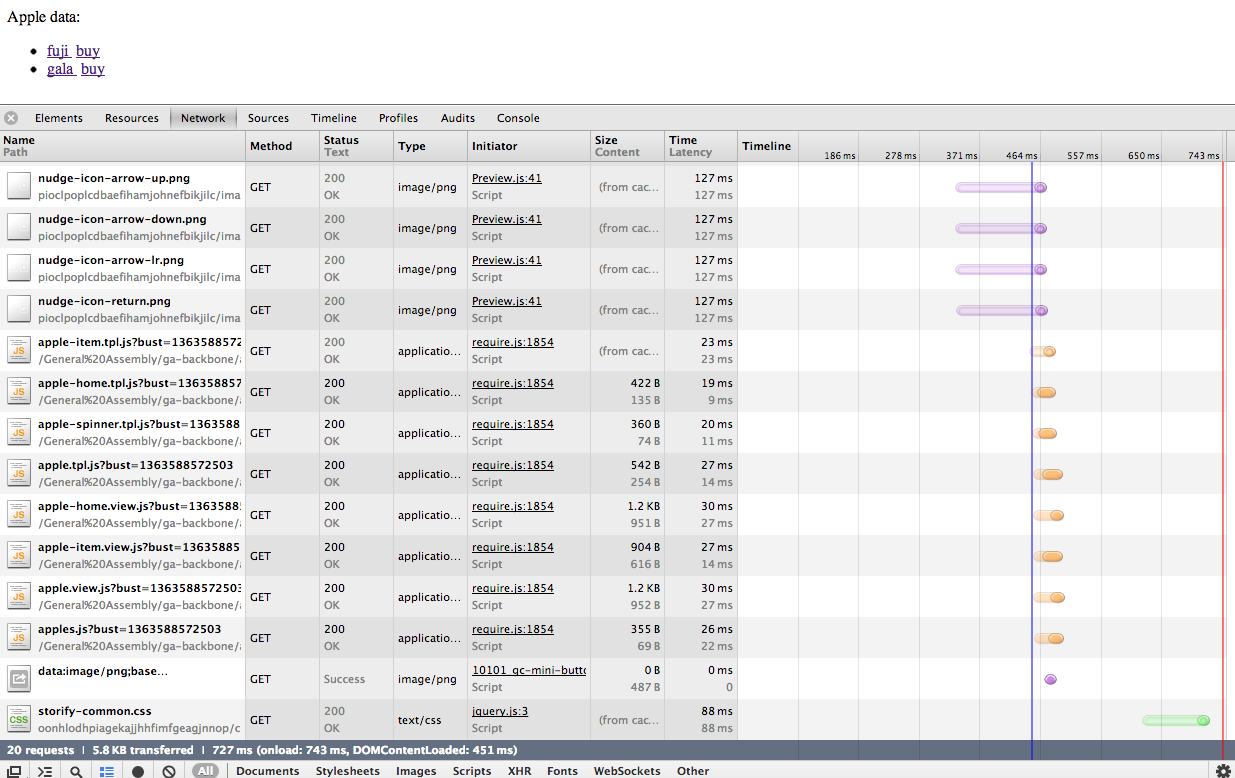 Apple data:
fuji buy
gala buy
Elements Resources Network Sources Timeline Profiles Audits Console
Name Path Method Status Text Type Initiator Size Content Time Latency Timeline 186 ms 278 ms 371 ms 464 ms 557 ms 650 ms 743 ms
nudge-icon-arrow-up.png 200 Preview.js:41 127 ms
GET image/png (from cac...
pioclpoplcdbaefihamjohnefbikjilc/ima OK Script 127 ms
nudge-icon-arrow-down.png 200 Preview.js:41 127 ms
GET image/png (from cac...
pioclpoplcdbaefihamjohnefbikjilc/ima OK Script 127 ms
nudge-icon-arrow-lr.png 200 Preview.js:41 127 ms
GET image/png (from cac...
pioclpoplcdbaefihamjohnefbikjilc/ima OK Script 127 ms
nudge-icon-return.png 200 Preview.js:41 127 ms
GET image/png (from cac...
pioclpoplcdbaefihamjohnefbikjilc/ima OK Script 127 ms
JS apple-item.tpl.js?bust=1363588572 200 require.js:1854 23 ms
GET applicatio... (from cac...
/General%20Assembly/ga-backbone/ OK Script 23 ms
JS apple-home.tpl.js?bust=136358857 200 require.js:1854 422 B 19 ms
GET applicatio...
/General%20Assembly/ga-backbone/ OK Script 135 B 9 ms
JS apple-spinner.tpl.js?bust=1363588 200 require.js:1854 360 B 20 ms
GET applicatio...
/General%20Assembly/ga-backbone/ OK Script 74 B 11 ms
JS apple.tpl.js?bust=1363588572503 200 require.js:1854 542 B 27 ms
GET applicatio...
/General%20Assembly/ga-backbone/ OK Script 254 B 14 ms
JS apple-home.view.js?bust=1363588 200 require.js:1854 1.2 KB 30 ms
GET applicatio...
/General%20Assembly/ga-backbone/ OK Script 951 B 27 ms
JS apple-item.view.js?bust=13635885 200 require.js:1854 904 B 27 ms
GET applicatio...
/General%20Assembly/ga-backbone/ OK Script 616 B 14 ms
JS apple.view.js?bust=1363588572503 200 require.js:1854 1.2 KB 30 ms
GET applicatio...
/General%20Assembly/ga-backbone/ OK Script 952 B 27 ms
JS apples.js?bust=1363588572503 200 require.js:1854 355 B 26 ms
GET applicatio...
/General%20Assembly/ga-backbone/ OK Script 69 B 22 ms
data:image/png;base... 10101 gc-mini-butto 0 B 0 ms
GET Success image/png
Script 487 B 0
CSS storify-common.css 200 jquery.js:3 88 ms
GET text/css (from cac...
oonhlodhpiagekajjhhfimfgeagjnnop/c OK Script 88 ms
20 requests | 5.8 KB transferred | 727 ms (onload: 743 ms, DOMContentLoaded: 451 ms)
All Documents Stylesheets Images Scripts XHR Fonts WebSockets Other